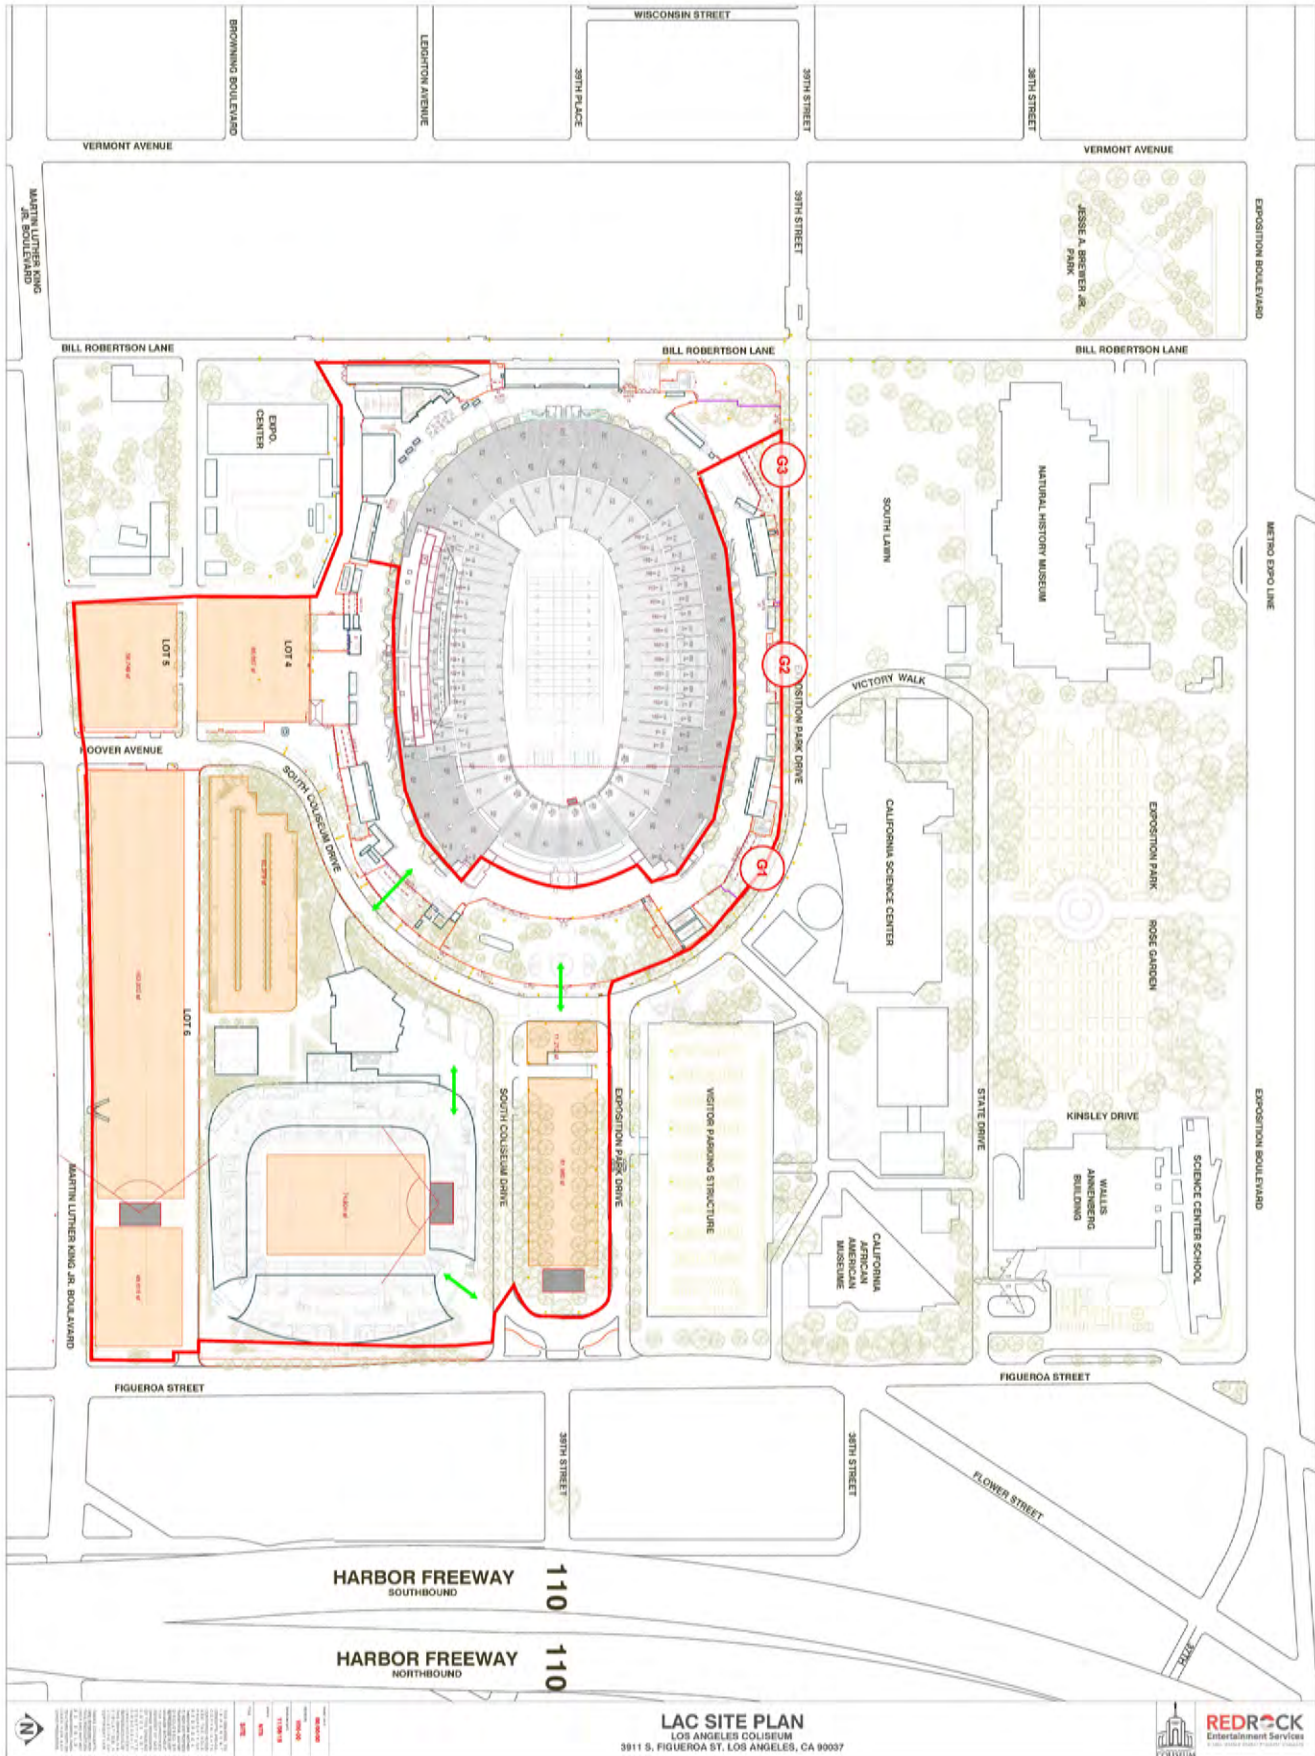 WISCONSIN STREET
BROWNING BOULEVARD
LEIGHTON AVENUE
39TH PLACE
39TH STREET
38TH STREET
VERMONT AVENUE
VERMONT AVENUE
MARTIN LUTHER KING
JR. BOULEVARD
39TH STREET
JESSE A. BREWER JR.
PARK
EXPOSITION BOULEVARD
BILL ROBERTSON LANE
BILL ROBERTSON LANE
BILL ROBERTSON LANE
EXPO.
CENTER
G3
SOUTH LAWN
NATURAL HISTORY MUSEUM
METRO EXPO LINE
LOT 5
LOT 4
G2
EXPOSITION PARK DRIVE
VICTORY WALK
HOOVER AVENUE
SOUTH COLISEUM DRIVE
G1
CALIFORNIA SCIENCE CENTER
EXPOSITION PARK
ROSE GARDEN
LOT 6
SOUTH COLISEUM DRIVE
EXPOSITION PARK DRIVE
VISITOR PARKING STRUCTURE
STATE DRIVE
KINSLEY DRIVE
EXPOSITION BOULEVARD
WALLIS
ANNENBERG
BUILDING
SCIENCE CENTER SCHOOL
CALIFORNIA
AFRICAN
AMERICAN
MUSEUME
MARTIN LUTHER KING JR. BOULAVARD
FIGUEROA STREET
FIGUEROA STREET
39TH STREET
38TH STREET
FLOWER STREET
HARBOR FREEWAY
SOUTHBOUND
110
HARBOR FREEWAY
NORTHBOUND
110
37TH
N
LAC SITE PLAN
LOS ANGELES COLISEUM
3911 S. FIGUEROA ST. LOS ANGELES, CA 90037
COLISEUM
REDROCK
Entertainment Services